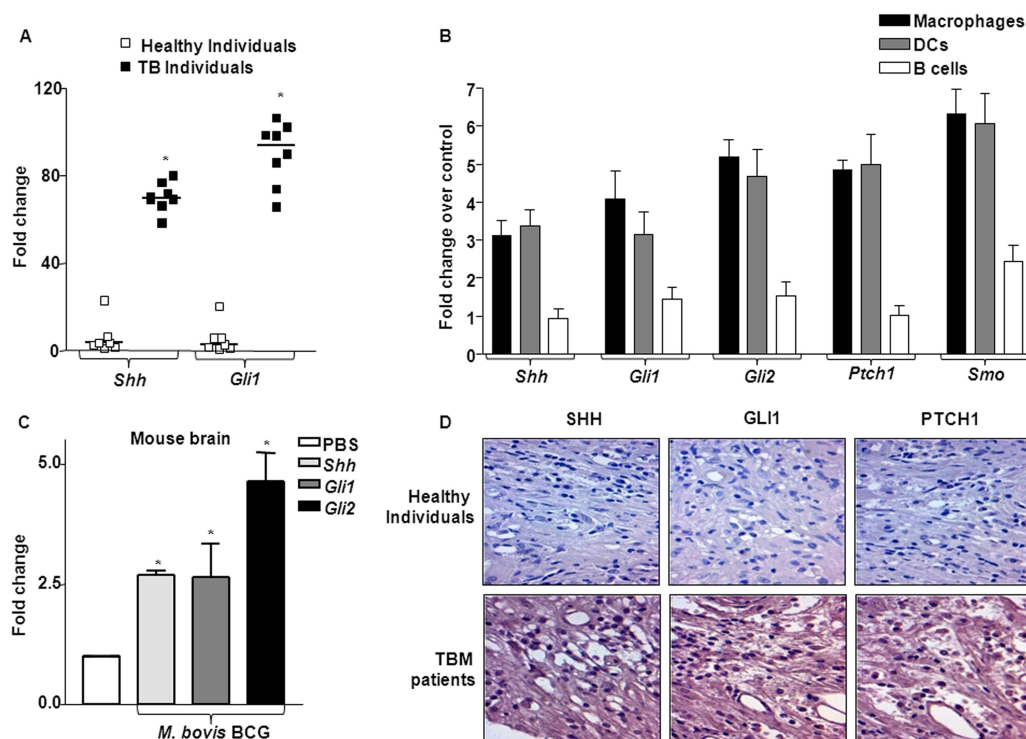 A
Healthy Individuals
TB Individuals
Fold change
120
80
40
0
*
*
Shh
Gli1
B
Macrophages
DCs
B cells
Fold change over control
7
6
5
4
3
2
1
0
Shh
Gli1
Gli2
Ptch1
Smo
C
Mouse brain
PBS
Shh
Gli1
Gli2
Fold change
5.0
2.5
0.0
*
*
*
M. bovis BCG
D
SHH
GLI1
PTCH1
Healthy
Individuals
TBM
patients